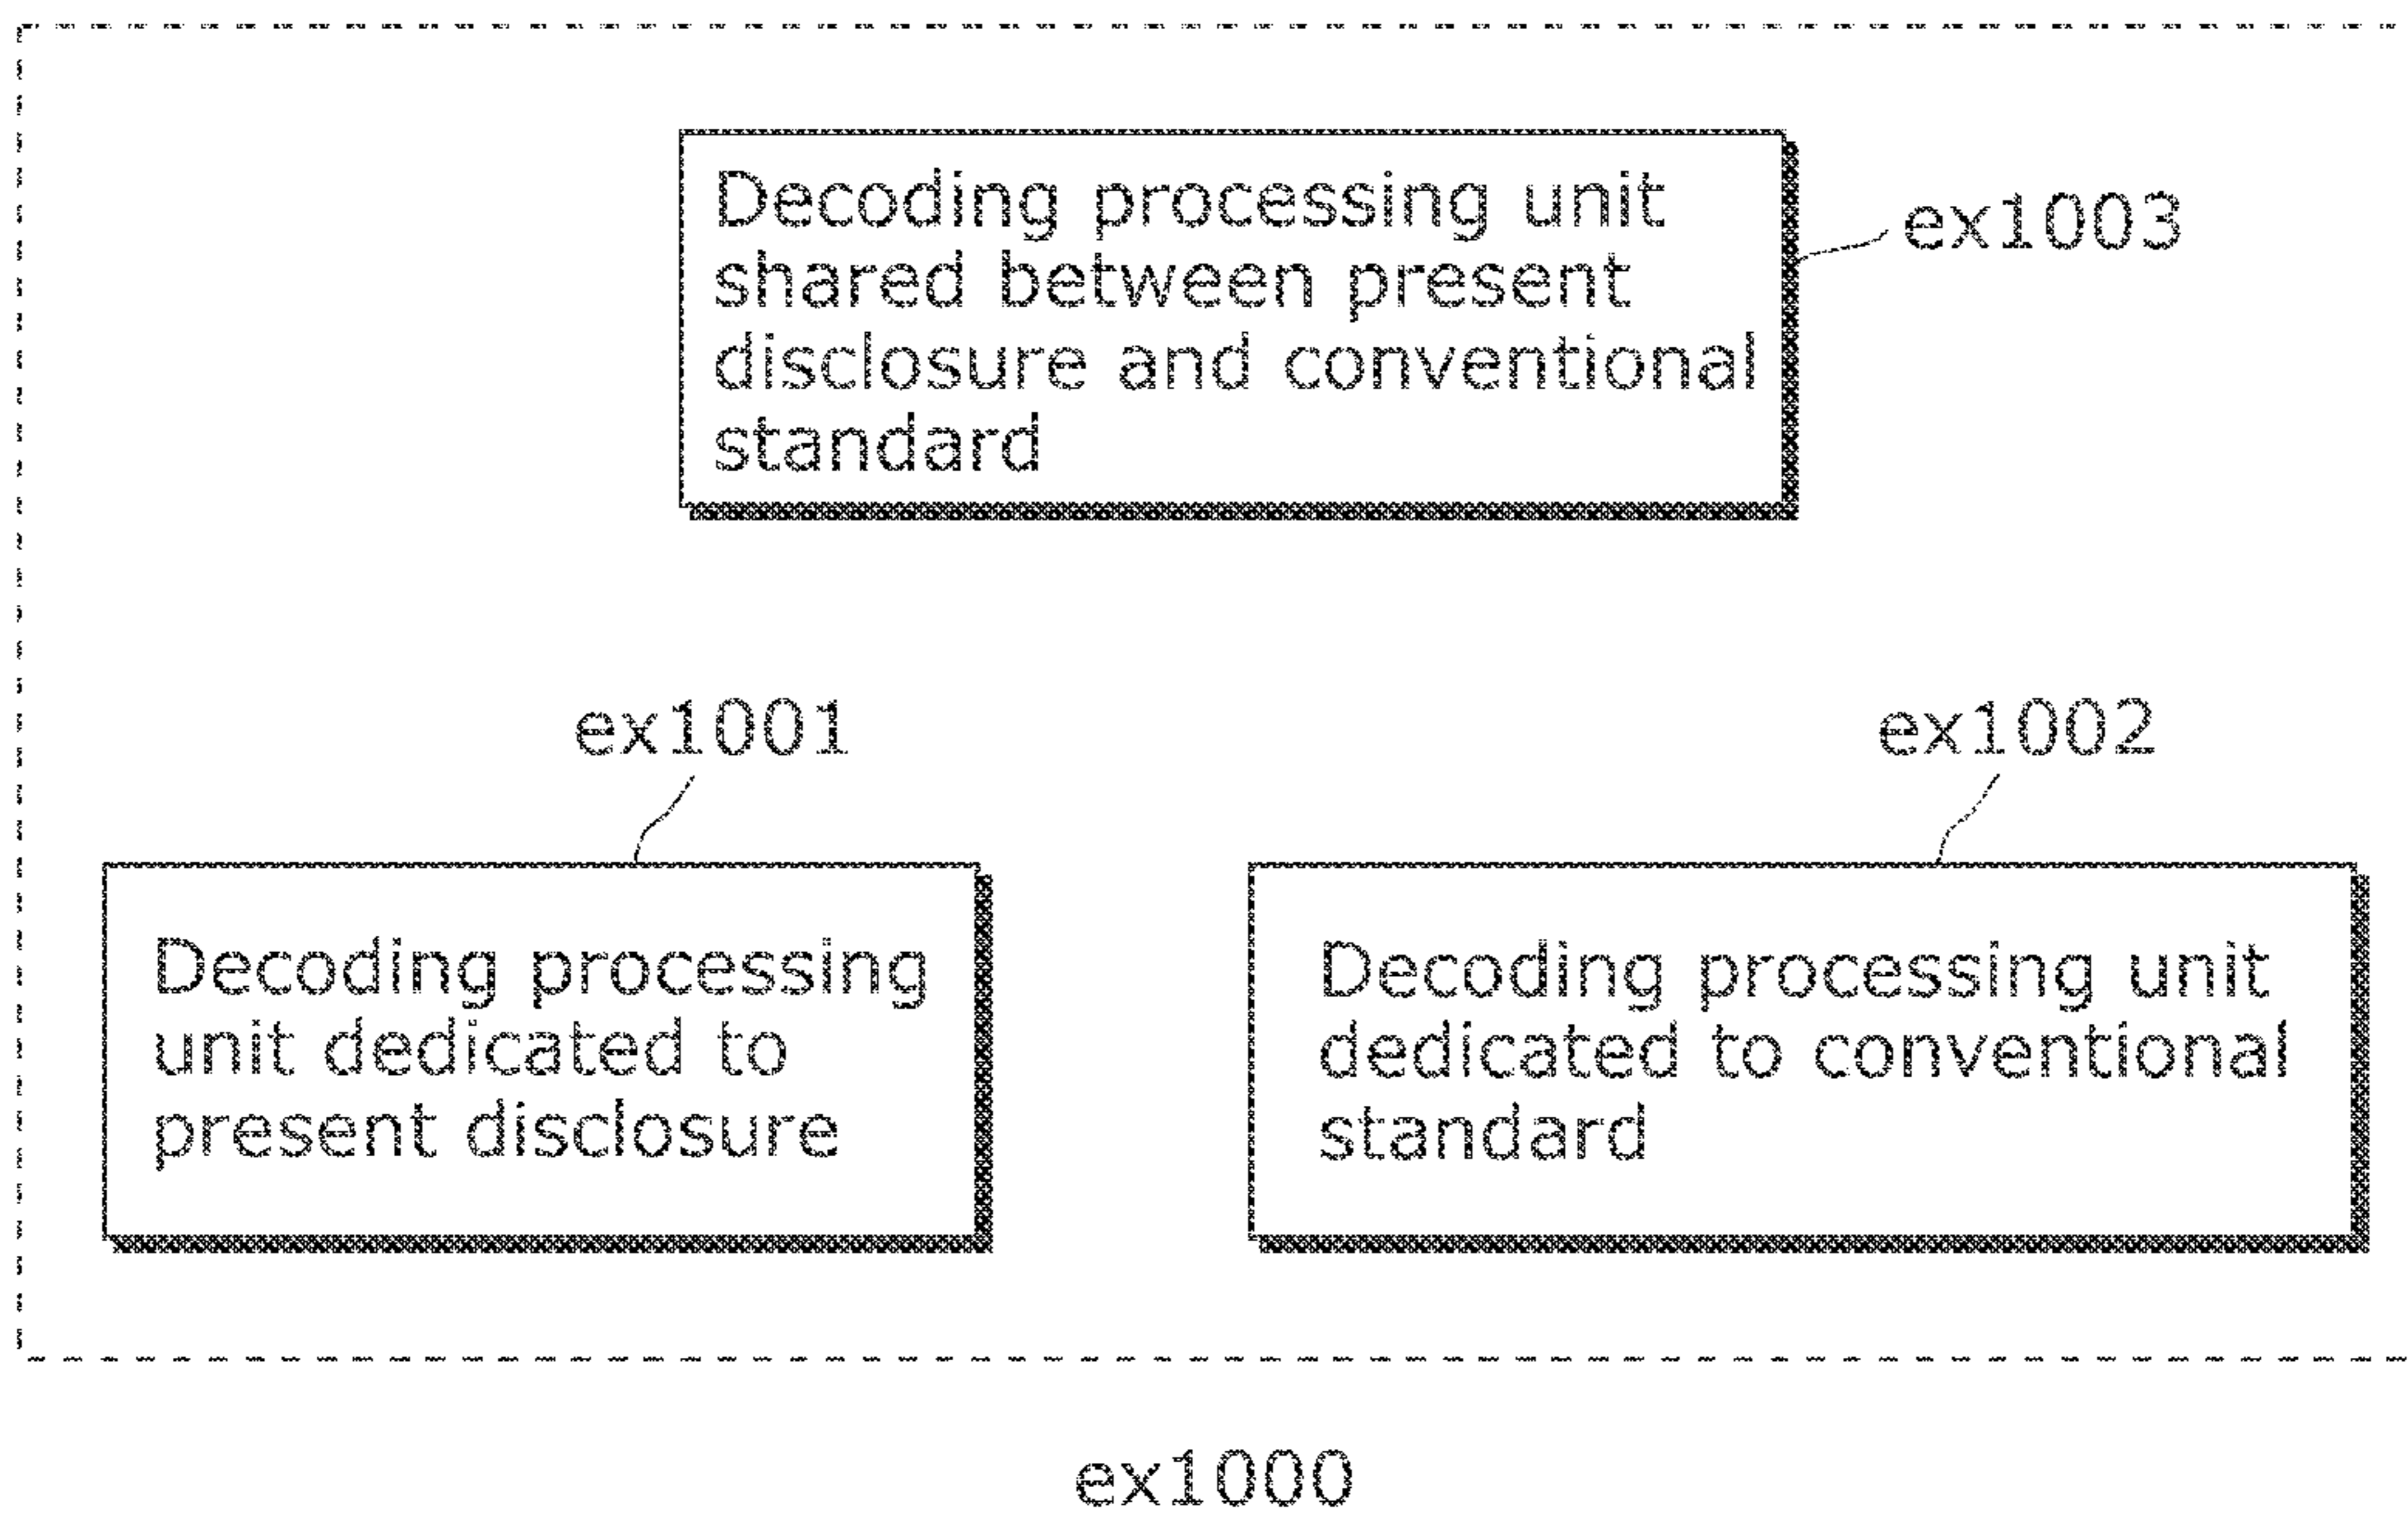 Decoding processing unit
shared between present
disclosure and conventional
standard
ex1003
ex1001
ex1002
Decoding processing
unit dedicated to
present disclosure
Decoding processing unit
dedicated to conventional
standard
ex1000